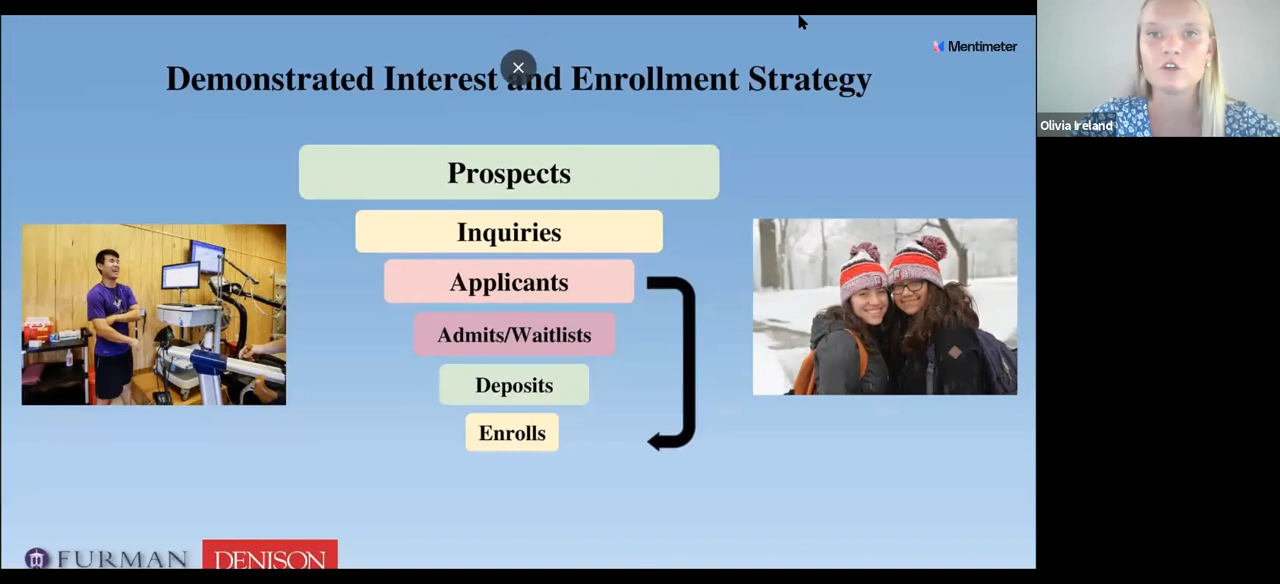 Mentimeter
Demonstrated Interest and Enrollment Strategy
Olivia Ireland
Prospects
Inquiries
Applicants
Admits/Waitlists
Deposits
Enrolls
FURMAN
DENISON